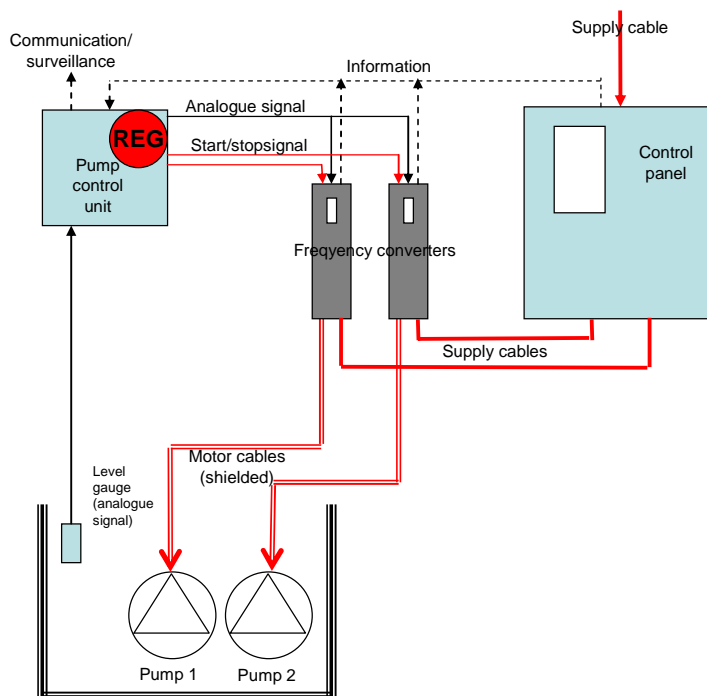 Communication/
surveillance
Information
Supply cable
Analogue signal
REG
Start/stopsignal
Pump
control
unit
Control
panel
Freqyency converters
Supply cables
Motor cables
(shielded)
Level
gauge
(analogue
signal)
Pump 1
Pump 2